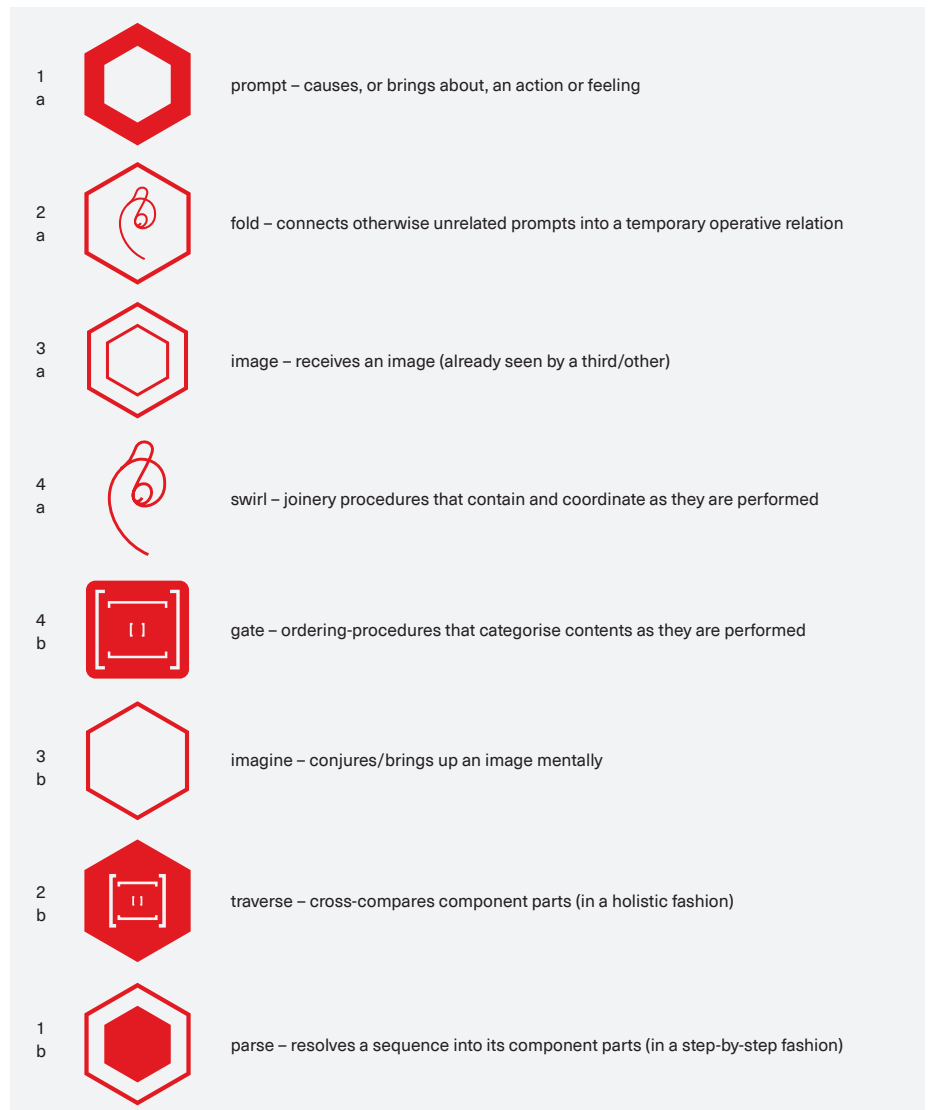 1
a
prompt – causes, or brings about, an action or feeling
2
a
fold – connects otherwise unrelated prompts into a temporary operative relation
3
a
image – receives an image (already seen by a third/other)
4
a
swirl – joinery procedures that contain and coordinate as they are performed
4
b
gate – ordering-procedures that categorise contents as they are performed
3
b
imagine – conjures/brings up an image mentally
2
b
traverse – cross-compares component parts (in a holistic fashion)
1
b
parse – resolves a sequence into its component parts (in a step-by-step fashion)